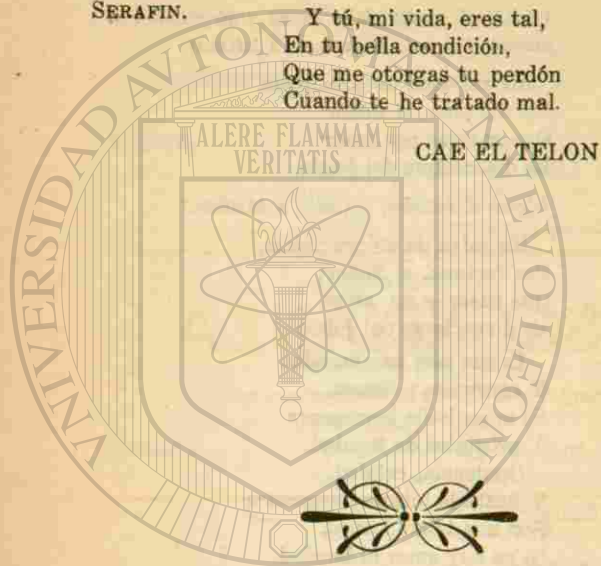 SERAFIN. Y tú, mi vida, eres tal,
En tu bella condición,
Que me otorgas tu perdón
Cuando te he tratado mal.
CAE EL TELON
UNIVERSIDAD AUTONOMA DE NUEVO LEON
ALERE FLAMMAM
VERITATIS